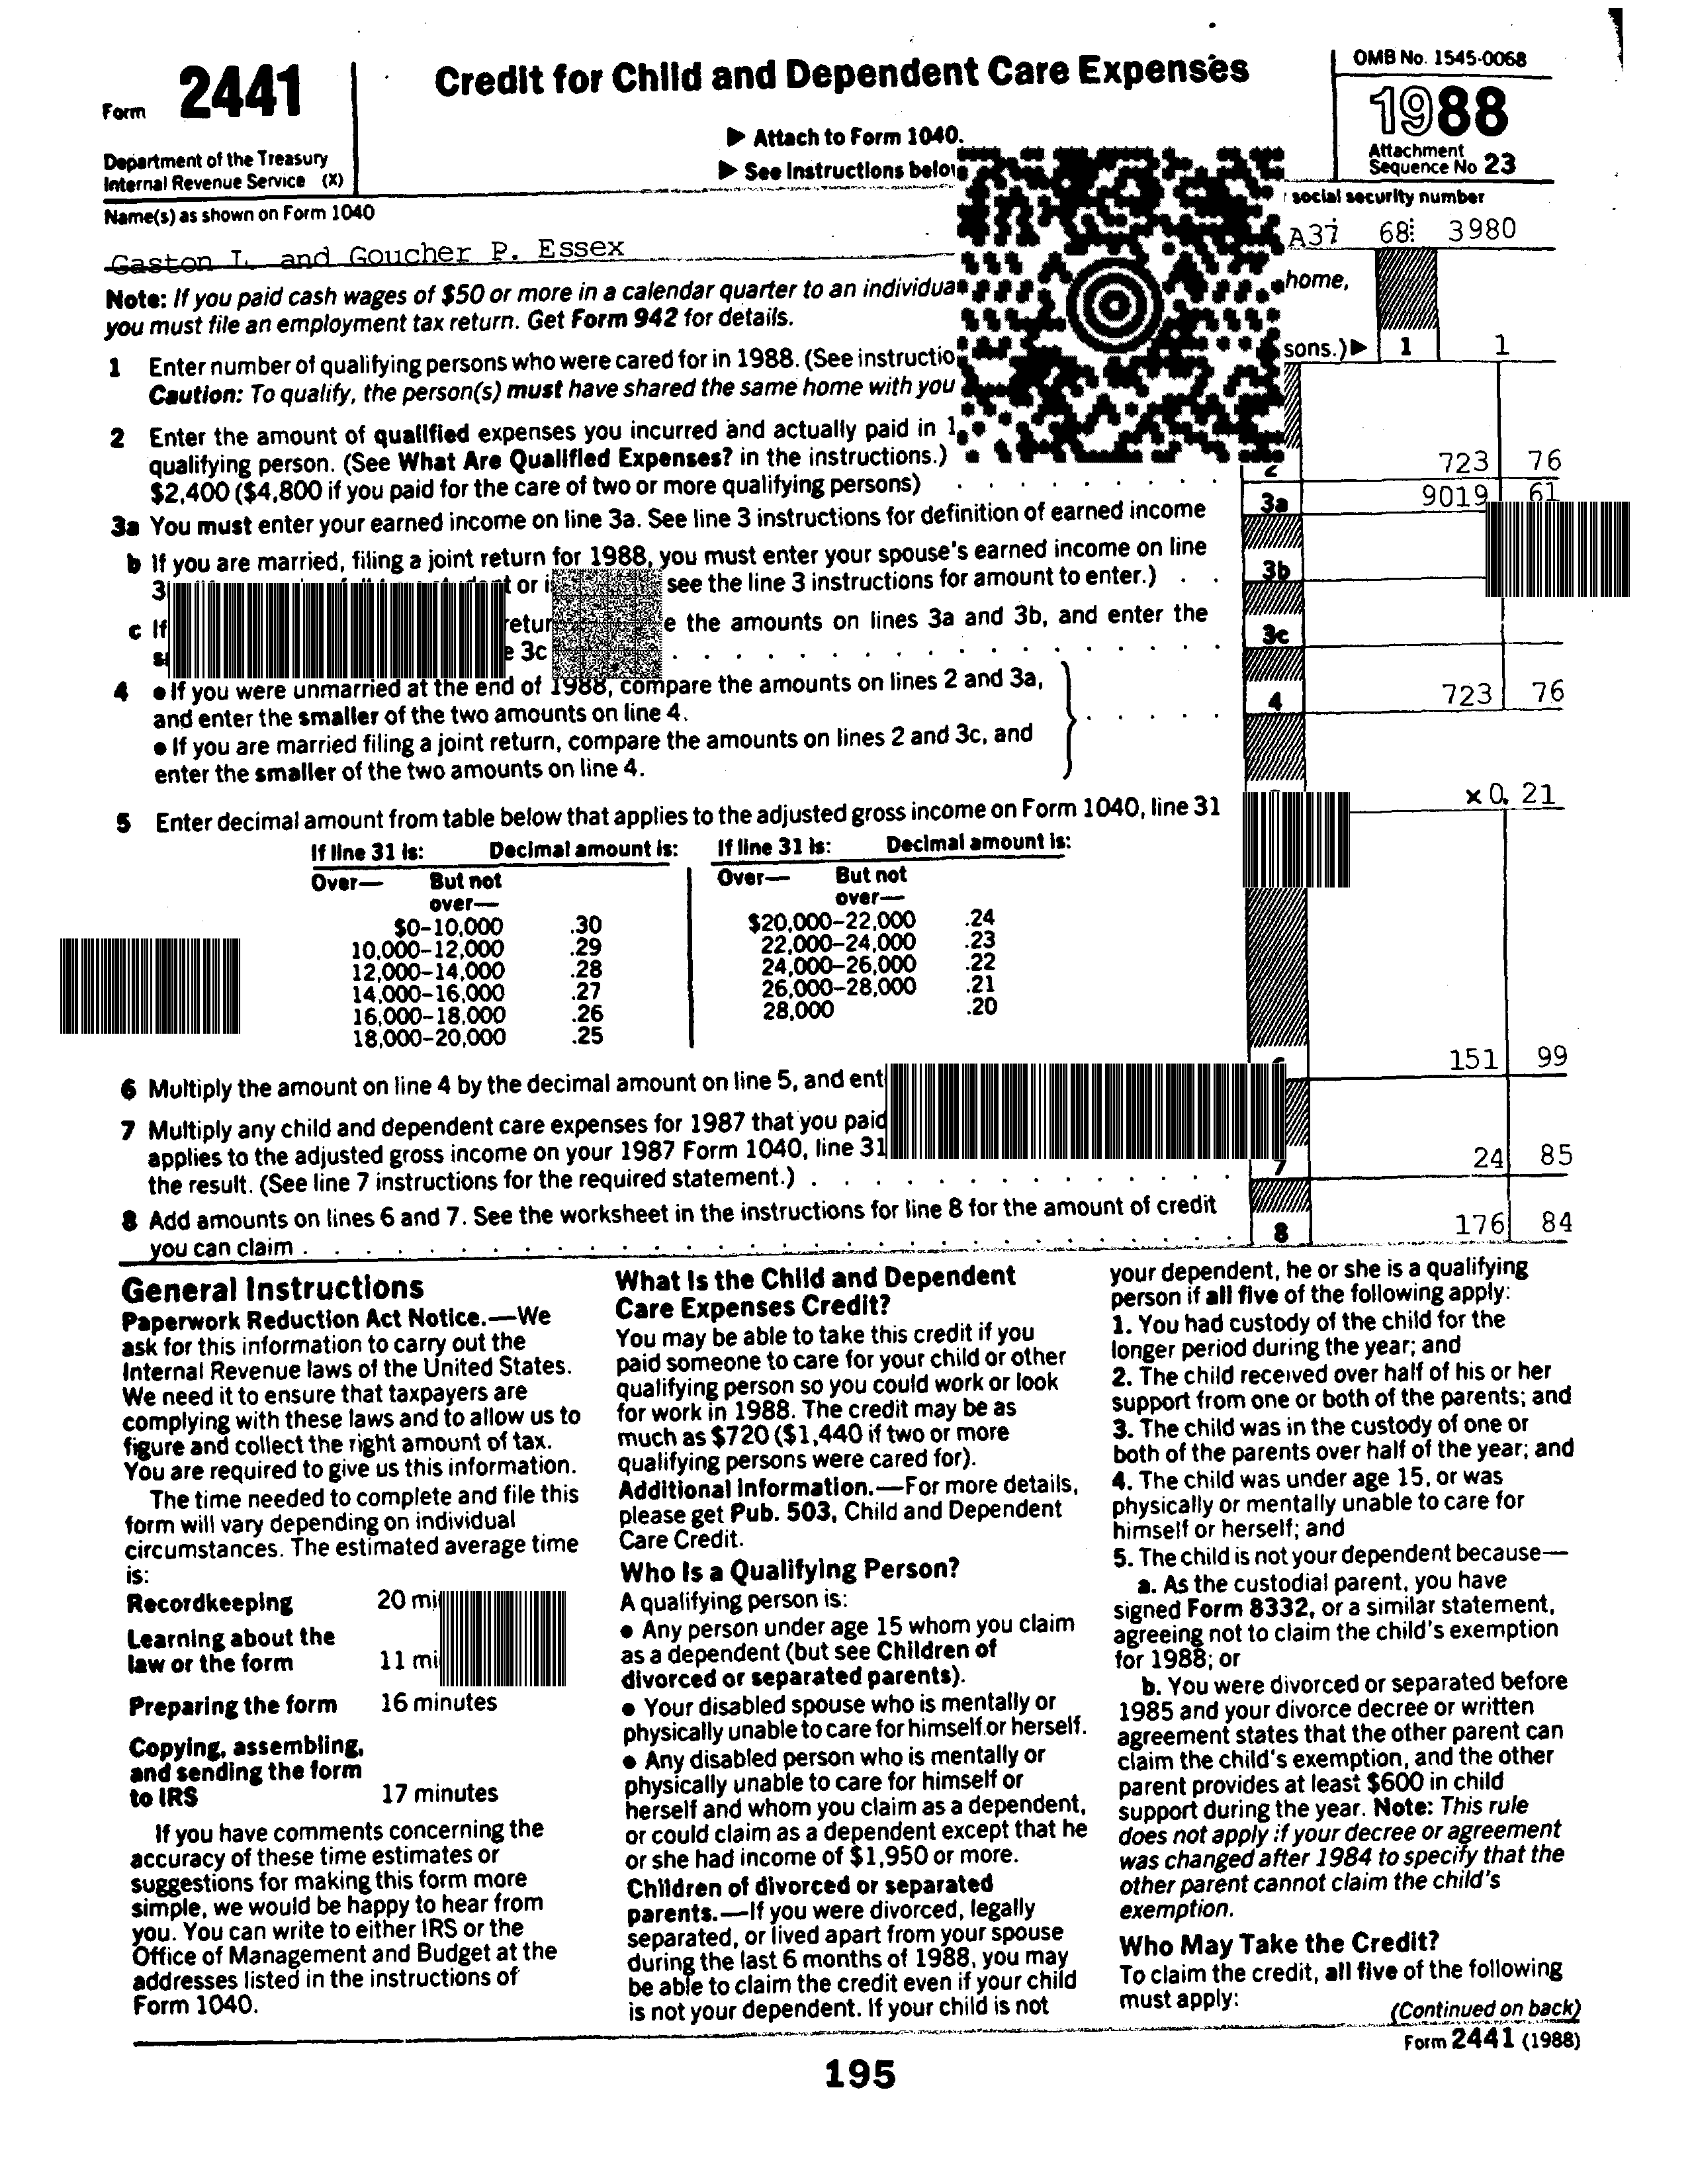 Form 2441
Credit for Child and Dependent Care Expenses
OMB No. 1545-0068
1988
▶ Attach to Form 1040.
▶ See Instructions
Department of the Treasury
Internal Revenue Service (X)
Attachment
Sequence No 23
Name(s) as shown on Form 1040
social security number
Gaston L. and Goucher P. Essex
A37 68 3980
Note: If you paid cash wages of $50 or more in a calendar quarter to an home,
you must file an employment tax return. Get Form 942 for details.
1 Enter number of qualifying persons who were cared for in 1988. (See 1 1
Caution: To qualify, the person(s) must have shared the same home with you
2 Enter the amount of qualified expenses you incurred and actually paid in
qualifying person. (See What Are Qualified Expenses? in the instructions.)
$2,400 ($4,800 if you paid for the care of two or more qualifying persons) 2 723 76
3a You must enter your earned income on line 3a. See line 3 instructions for definition of earned income 3a 9019 61
b If you are married, filing a joint return for 1988, you must enter your spouse's earned income on line
or see the line 3 instructions for amount to enter.) 3b
c If the amounts on lines 3a and 3b, and enter the
3c 3c
4 • If you were unmarried at the end of 1988, compare the amounts on lines 2 and 3a,
and enter the smaller of the two amounts on line 4. 4 723 76
• If you are married filing a joint return, compare the amounts on lines 2 and 3c, and
enter the smaller of the two amounts on line 4.
5 Enter decimal amount from table below that applies to the adjusted gross income on Form 1040, line 31 × 0. 21
If line 31 is: Decimal amount is: If line 31 is: Decimal amount is:
Over— But not over— Over— But not over—
$0–10,000 .30 $20,000–22,000 .24
10,000–12,000 .29 22,000–24,000 .23
12,000–14,000 .28 24,000–26,000 .22
14,000–16,000 .27 26,000–28,000 .21
16,000–18,000 .26 28,000 .20
18,000–20,000 .25
6 Multiply the amount on line 4 by the decimal amount on line 5, and 151 99
7 Multiply any child and dependent care expenses for 1987 that you paid
applies to the adjusted gross income on your 1987 Form 1040, line 31
the result. (See line 7 instructions for the required statement.) 7 24 85
8 Add amounts on lines 6 and 7. See the worksheet in the instructions for line 8 for the amount of credit
you can claim 8 176 84
General Instructions
Paperwork Reduction Act Notice.—We
ask for this information to carry out the
Internal Revenue laws of the United States.
We need it to ensure that taxpayers are
complying with these laws and to allow us to
figure and collect the right amount of tax.
You are required to give us this information.
The time needed to complete and file this
form will vary depending on individual
circumstances. The estimated average time
is:
Recordkeeping 20
Learning about the
law or the form 11
Preparing the form 16 minutes
Copying, assembling,
and sending the form
to IRS 17 minutes
If you have comments concerning the
accuracy of these time estimates or
suggestions for making this form more
simple, we would be happy to hear from
you. You can write to either IRS or the
Office of Management and Budget at the
addresses listed in the instructions of
Form 1040.
What Is the Child and Dependent
Care Expenses Credit?
You may be able to take this credit if you
paid someone to care for your child or other
qualifying person so you could work or look
for work in 1988. The credit may be as
much as $720 ($1,440 if two or more
qualifying persons were cared for).
Additional Information.—For more details,
please get Pub. 503, Child and Dependent
Care Credit.
Who Is a Qualifying Person?
A qualifying person is:
• Any person under age 15 whom you claim
as a dependent (but see Children of
divorced or separated parents).
• Your disabled spouse who is mentally or
physically unable to care for himself or herself.
• Any disabled person who is mentally or
physically unable to care for himself or
herself and whom you claim as a dependent,
or could claim as a dependent except that he
or she had income of $1,950 or more.
Children of divorced or separated
parents.—If you were divorced, legally
separated, or lived apart from your spouse
during the last 6 months of 1988, you may
be able to claim the credit even if your child
is not your dependent. If your child is not
your dependent, he or she is a qualifying
person if all five of the following apply:
1. You had custody of the child for the
longer period during the year; and
2. The child received over half of his or her
support from one or both of the parents; and
3. The child was in the custody of one or
both of the parents over half of the year; and
4. The child was under age 15, or was
physically or mentally unable to care for
himself or herself; and
5. The child is not your dependent because—
a. As the custodial parent, you have
signed Form 8332, or a similar statement,
agreeing not to claim the child's exemption
for 1988; or
b. You were divorced or separated before
1985 and your divorce decree or written
agreement states that the other parent can
claim the child's exemption, and the other
parent provides at least $600 in child
support during the year. Note: This rule
does not apply if your decree or agreement
was changed after 1984 to specify that the
other parent cannot claim the child's
exemption.
Who May Take the Credit?
To claim the credit, all five of the following
must apply:
(Continued on back)
Form 2441 (1988)
195